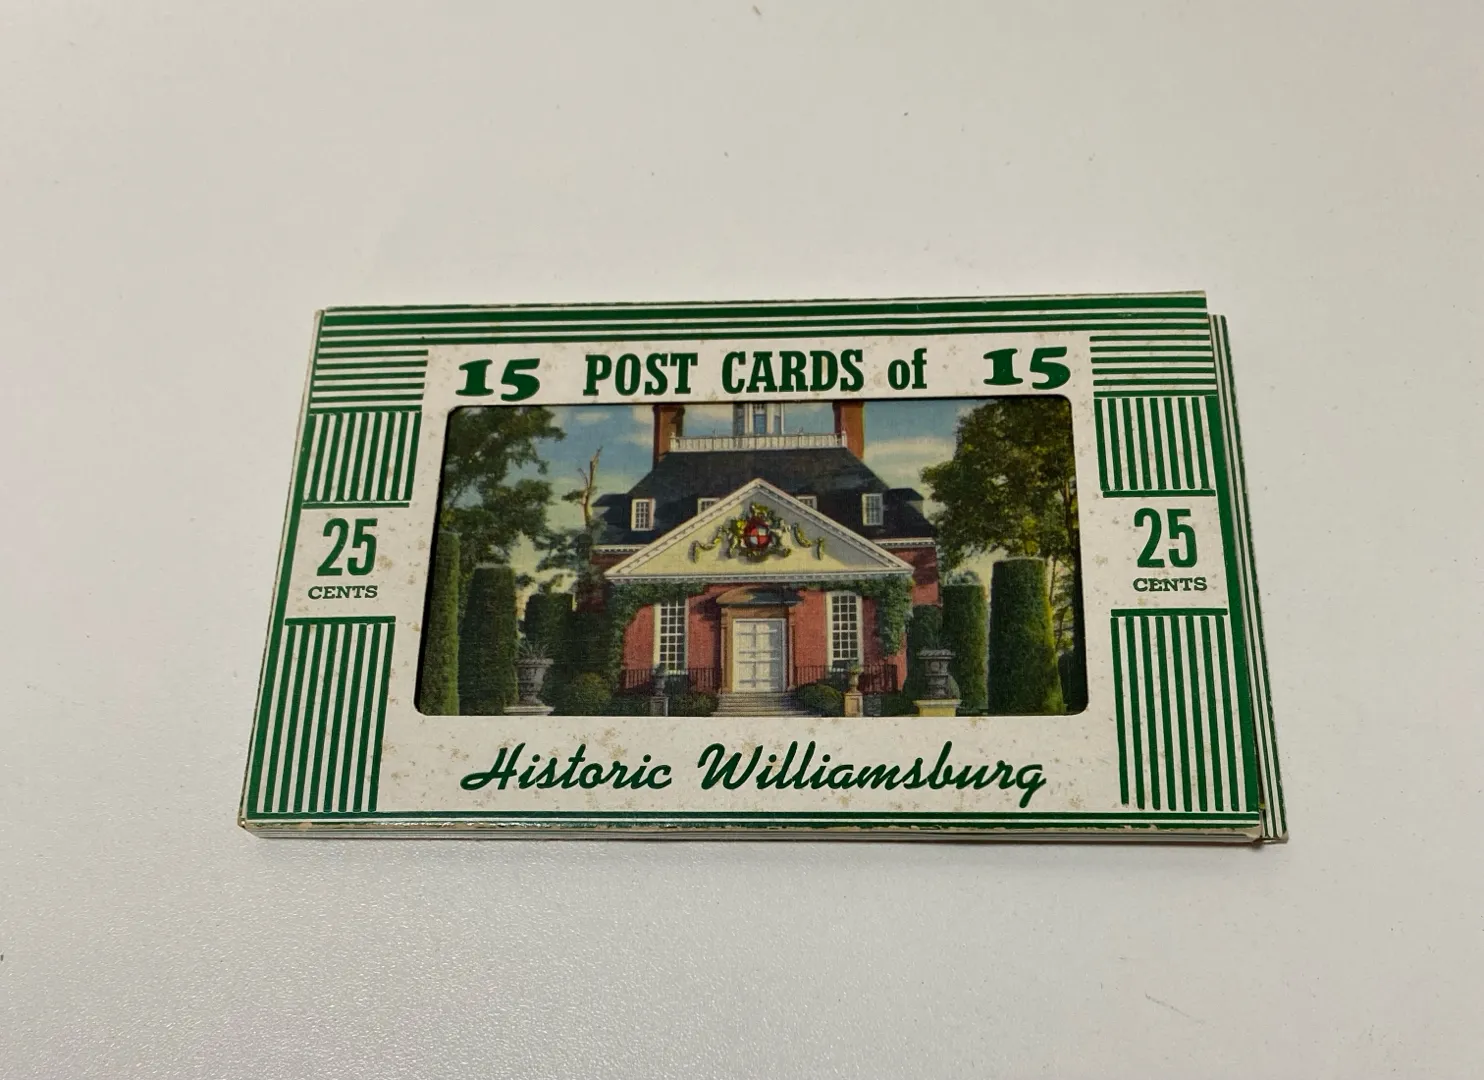 15 POST CARDS of 15
25
CENTS
25
CENTS
Historic Williamsburg